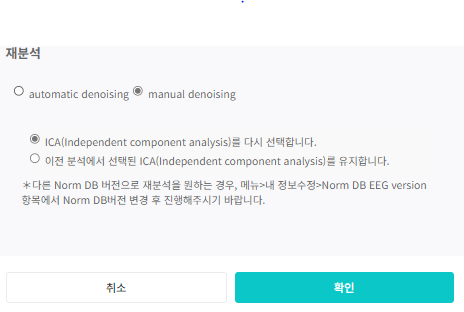 재분석
automatic denoising manual denoising
ICA(Independent component analysis)를 다시 선택합니다.
이전 분석에서 선택된 ICA(Independent component analysis)를 유지합니다.
*다른 Norm DB 버전으로 재분석을 원하는 경우, 메뉴>내 정보수정>Norm DB EEG version
항목에서 Norm DB버전 변경 후 진행해주시기 바랍니다.
취소 확인